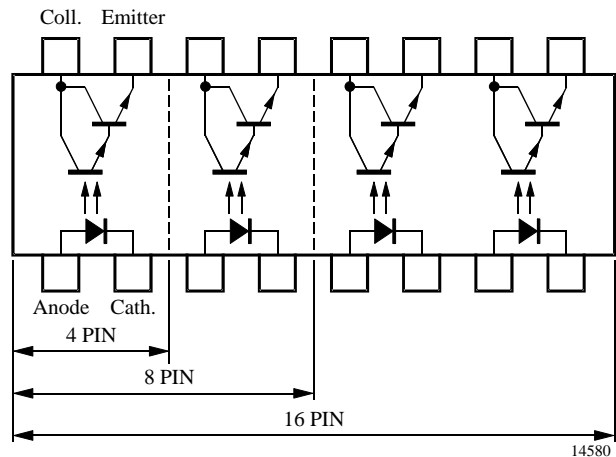 Coll. Emitter
Anode Cath.
4 PIN
8 PIN
16 PIN
14580